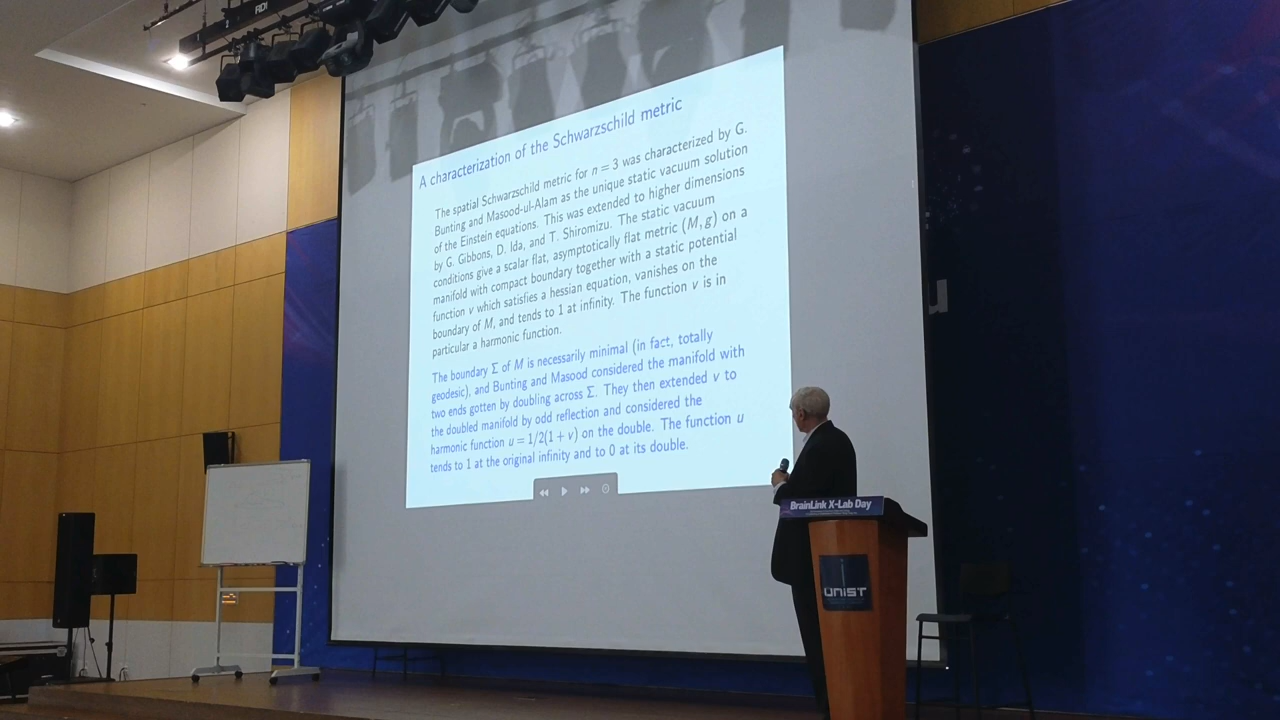 RDI
A characterization of the Schwarzschild metric
The spatial Schwarzschild metric for n = 3 was characterized by G.
Bunting and Masood-ul-Alam as the unique static vacuum solution
of the Einstein equations. This was extended to higher dimensions
by G. Gibbons, D. Ida, and T. Shiromizu. The static vacuum
conditions give a scalar flat, asymptotically flat metric (M, g) on a
manifold with compact boundary together with a static potential
function v which satisfies a hessian equation, vanishes on the
boundary of M, and tends to 1 at infinity. The function v is in
particular a harmonic function.
The boundary Σ of M is necessarily minimal (in fact, totally
geodesic), and Bunting and Masood considered the manifold with
two ends gotten by doubling across Σ. They then extended v to
the doubled manifold by odd reflection and considered the
harmonic function u = 1/2(1 + v) on the double. The function u
tends to 1 at the original infinity and to 0 at its double.
BrainLink X-Lab Day
UNIST